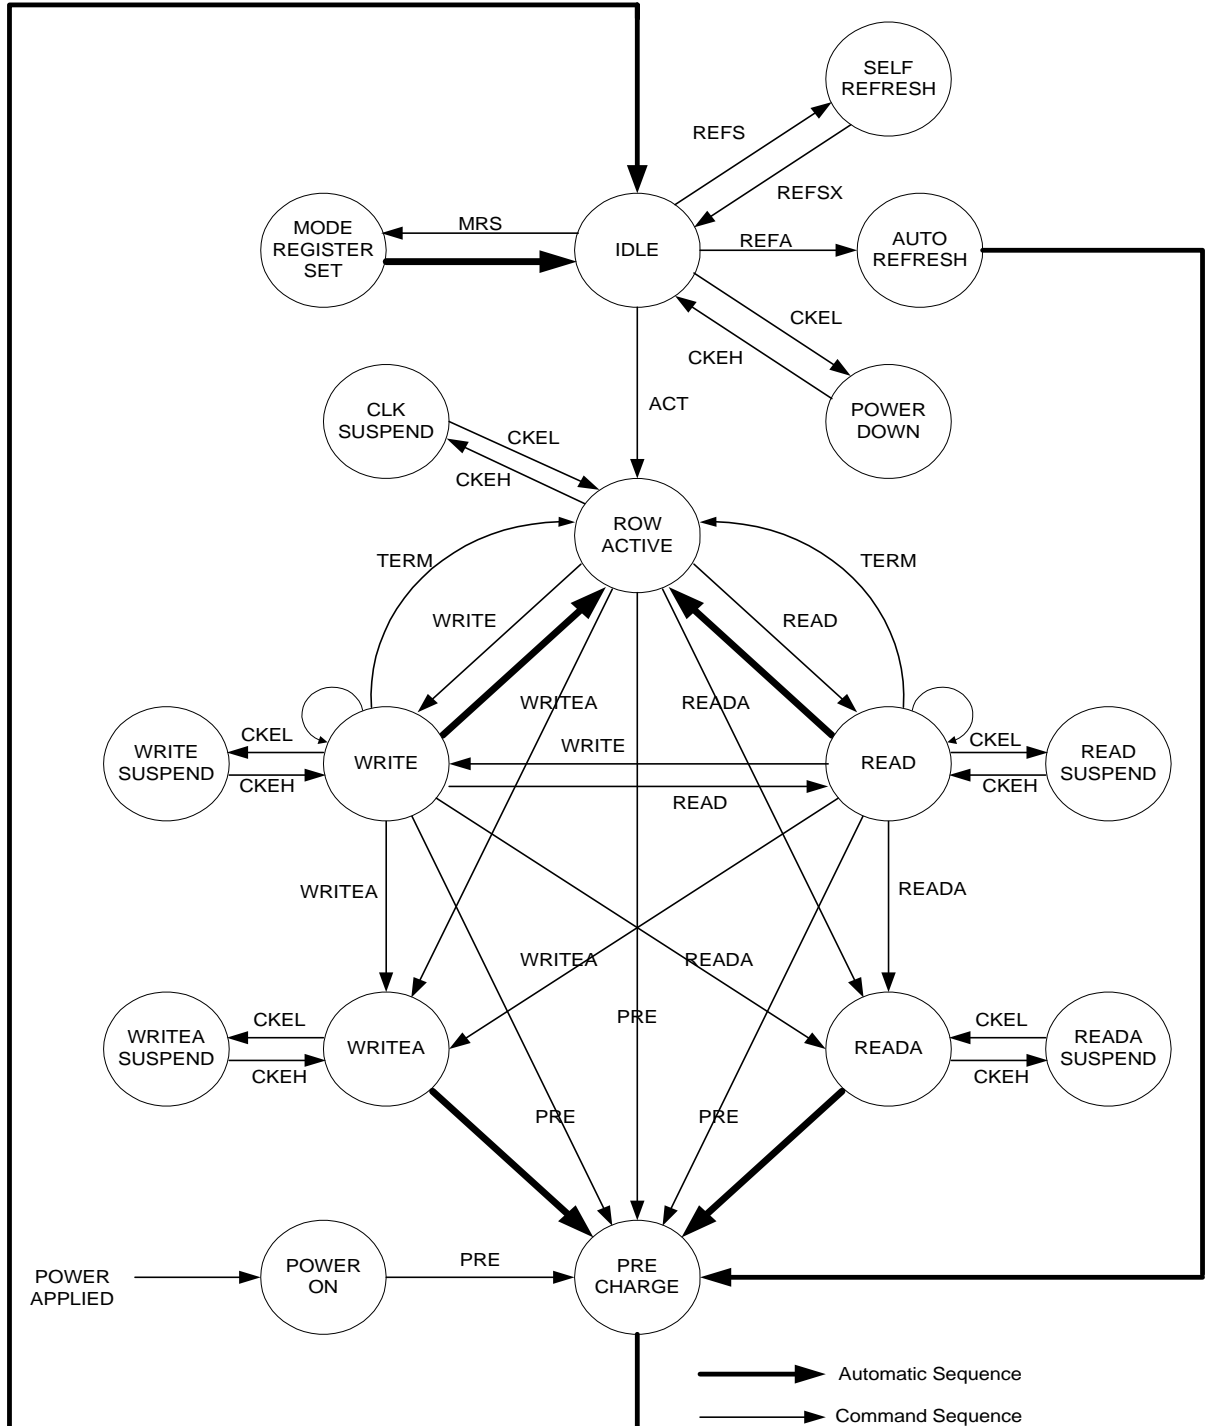 SELF
REFRESH
REFS
REFSX
MODE
REGISTER
SET
MRS
IDLE
REFA
AUTO
REFRESH
CKEL
CKEH
POWER
DOWN
ACT
CLK
SUSPEND
CKEL
CKEH
ROW
ACTIVE
TERM
TERM
WRITE
READ
WRITEA
READA
WRITE
SUSPEND
CKEL
CKEH
WRITE
WRITE
READ
READ
CKEL
CKEH
READ
SUSPEND
WRITEA
READA
WRITEA
READA
WRITEA
SUSPEND
CKEL
CKEH
WRITEA
PRE
READA
CKEL
CKEH
READA
SUSPEND
PRE
PRE
POWER
APPLIED
POWER
ON
PRE
PRE
CHARGE
Automatic Sequence
Command Sequence